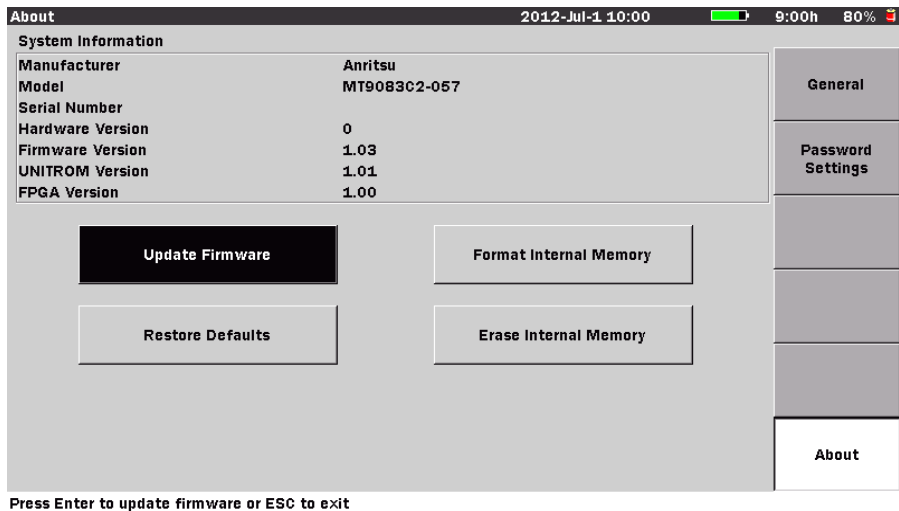 About 2012-Jul-1 10:00 9:00h 80%
System Information
Manufacturer Anritsu
Model MT9083C2-057
Serial Number
Hardware Version 0
Firmware Version 1.03
UNITROM Version 1.01
FPGA Version 1.00
Update Firmware
Format Internal Memory
Restore Defaults
Erase Internal Memory
General
Password
Settings
About
Press Enter to update firmware or ESC to exit